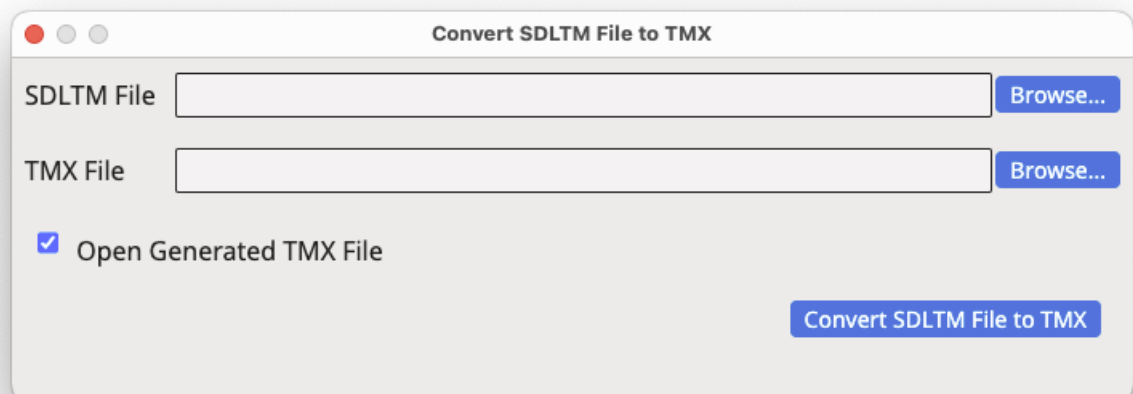 Convert SDLTM File to TMX
SDLTM File Browse...
TMX File Browse...
Open Generated TMX File
Convert SDLTM File to TMX